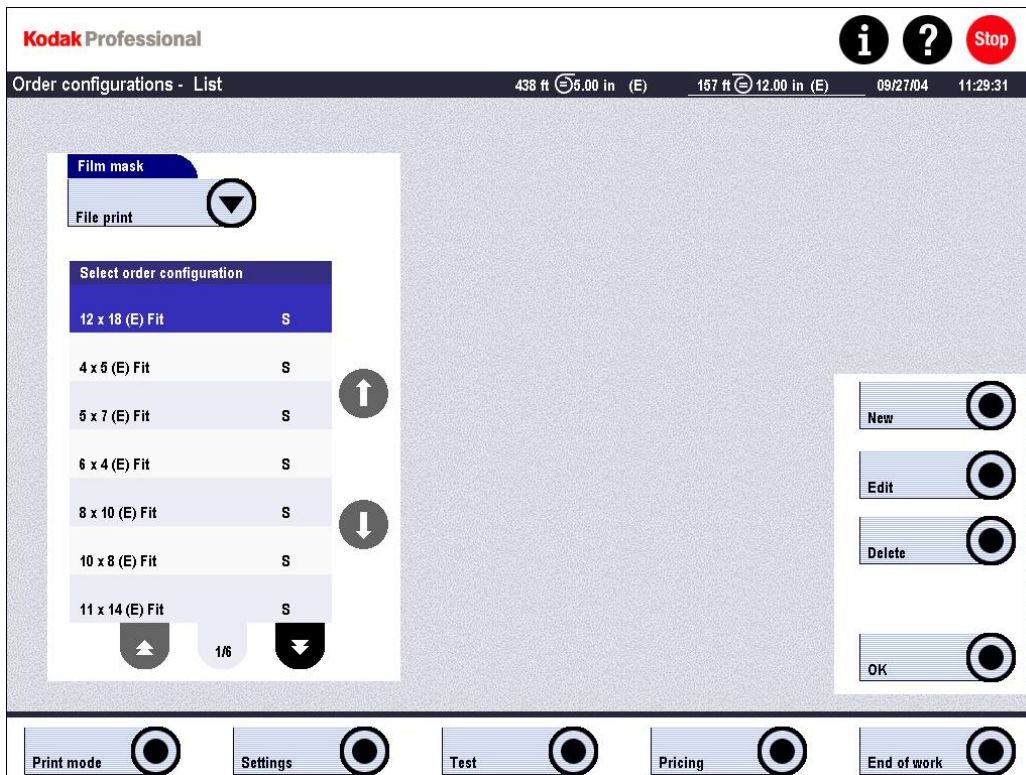 Kodak Professional
i ? Stop
Order configurations - List 438 ft 5.00 in (E) 157 ft 12.00 in (E) 09/27/04 11:29:31
Film mask
File print
Select order configuration
12 x 18 (E) Fit S
4 x 5 (E) Fit S
5 x 7 (E) Fit S
6 x 4 (E) Fit S
8 x 10 (E) Fit S
10 x 8 (E) Fit S
11 x 14 (E) Fit S
1/6
New
Edit
Delete
OK
Print mode Settings Test Pricing End of work